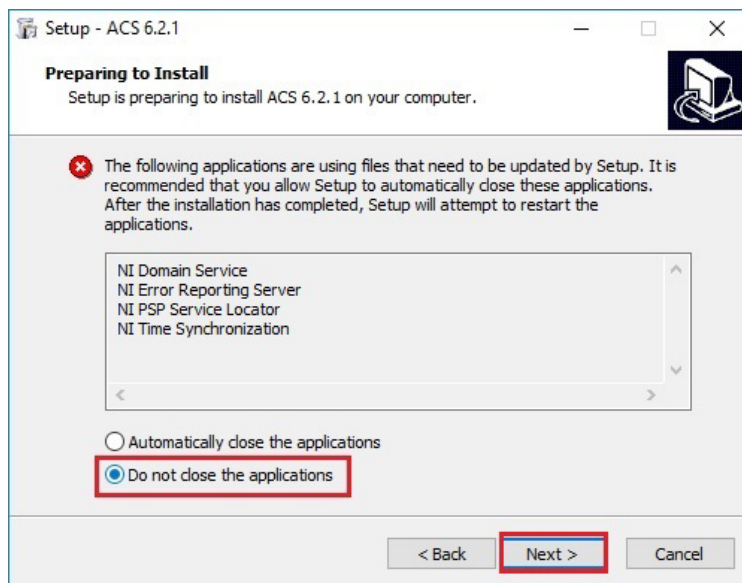 Setup - ACS 6.2.1
Preparing to Install
Setup is preparing to install ACS 6.2.1 on your computer.
The following applications are using files that need to be updated by Setup. It is
recommended that you allow Setup to automatically close these applications.
After the installation has completed, Setup will attempt to restart the
applications.
NI Domain Service
NI Error Reporting Server
NI PSP Service Locator
NI Time Synchronization
Automatically close the applications
Do not close the applications
< Back Next > Cancel